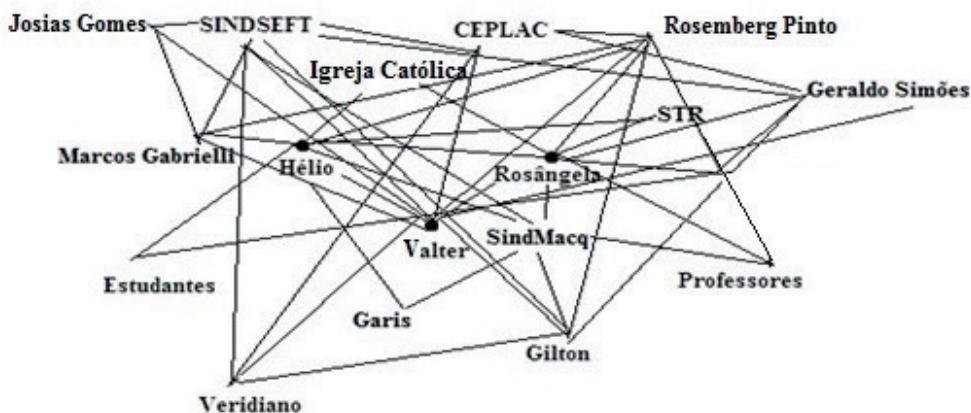 Josias Gomes
SINDSEFT
CEPLAC
Rosemberg Pinto
Igreja Católica
Geraldo Simões
STR
Marcos Gabrielli
Hélio
Rosângela
Valter
SindMacq
Estudantes
Professores
Garis
Gilton
Veridiano